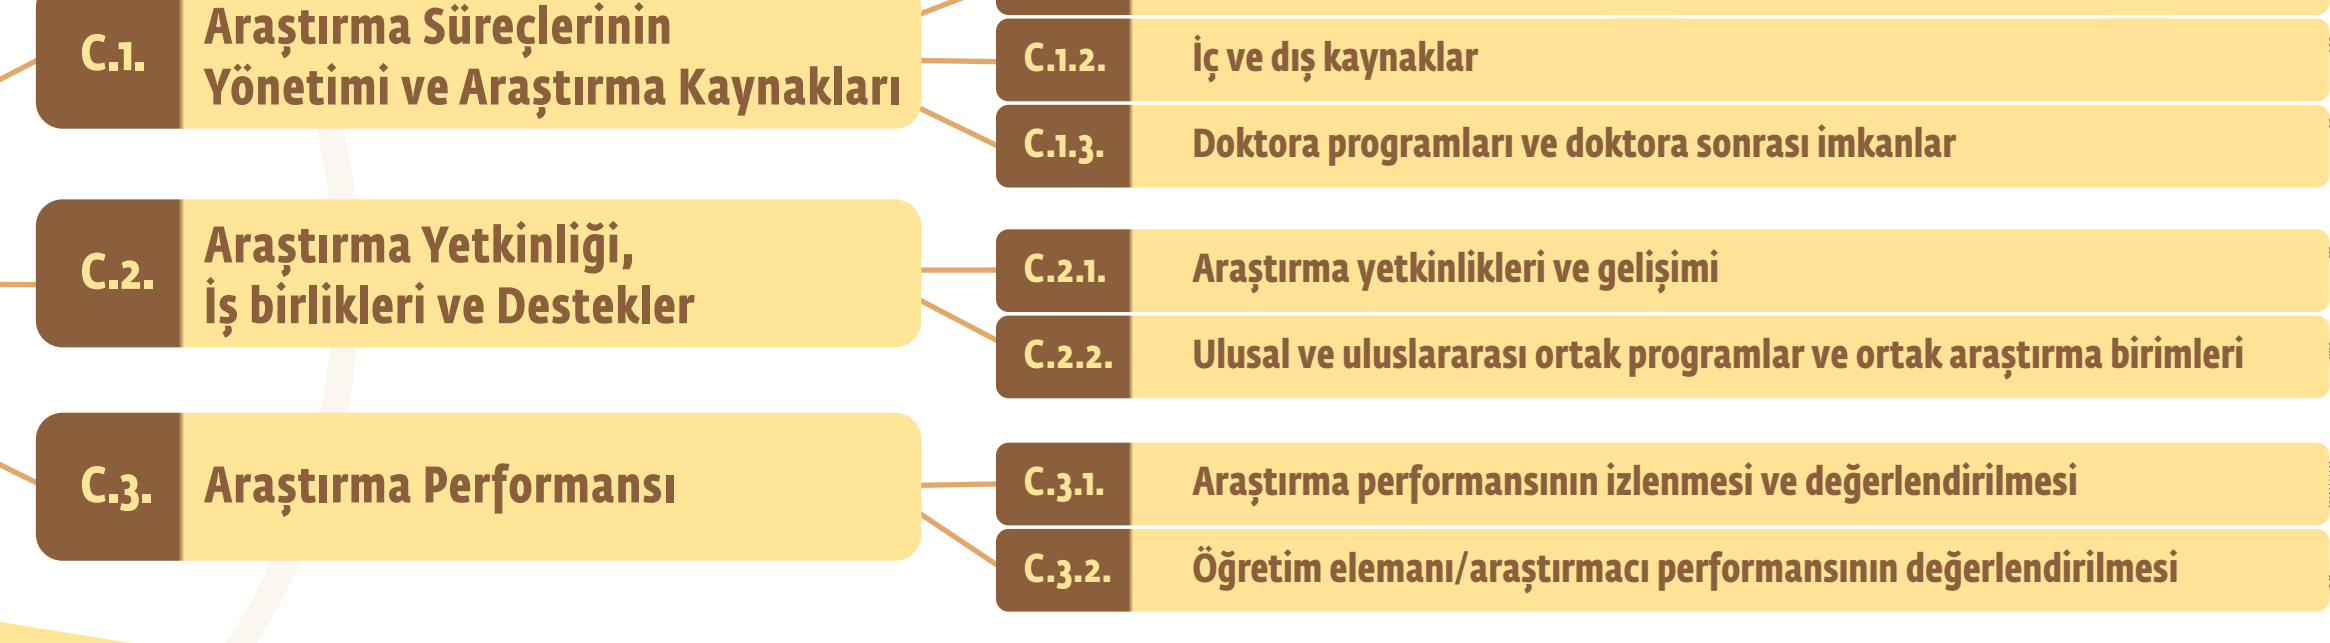 C.1.
Araştırma Süreçlerinin
Yönetimi ve Araştırma Kaynakları
C.1.2. İç ve dış kaynaklar
C.1.3. Doktora programları ve doktora sonrası imkanlar
C.2.
Araştırma Yetkinliği,
İş birlikleri ve Destekler
C.2.1. Araştırma yetkinlikleri ve gelişimi
C.2.2. Ulusal ve uluslararası ortak programlar ve ortak araştırma birimleri
C.3. Araştırma Performansı
C.3.1. Araştırma performansının izlenmesi ve değerlendirilmesi
C.3.2. Öğretim elemanı/araştırmacı performansının değerlendirilmesi